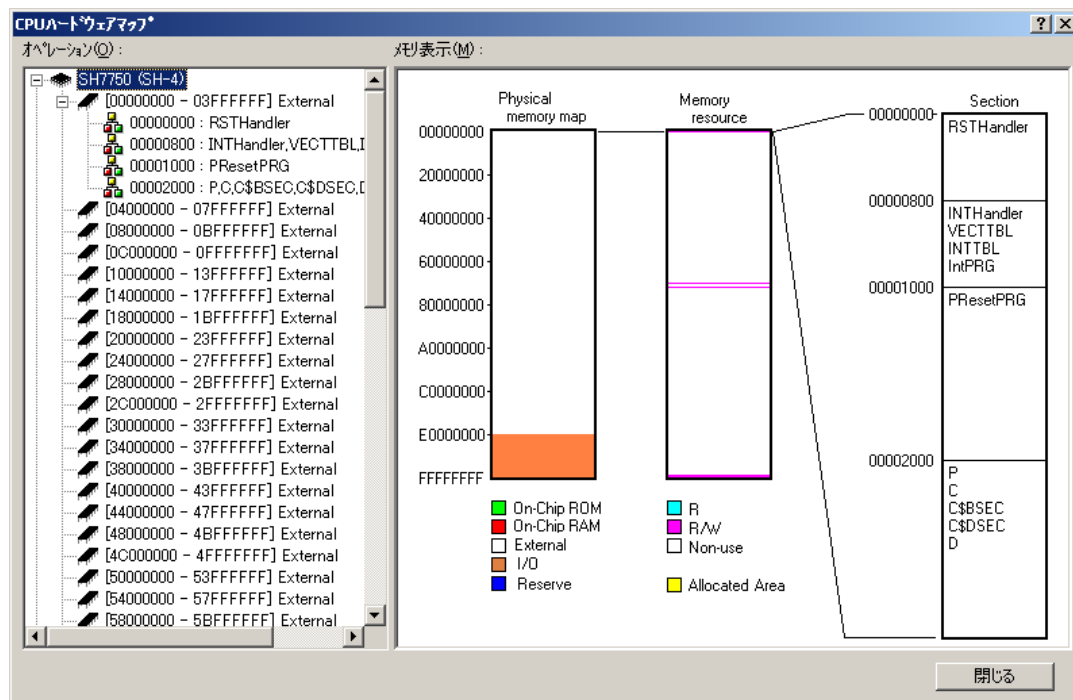 CPUハードウェアマップ
オペレーション(O) :
SH7750 (SH-4)
[00000000 - 03FFFFFF] External
00000000 : RSTHandler
00000800 : INTHandler,VECTTBL,I
00001000 : PResetPRG
00002000 : P,C,C$BSEC,C$DSEC,D
[04000000 - 07FFFFFF] External
[08000000 - 0BFFFFFF] External
[0C000000 - 0FFFFFFF] External
[10000000 - 13FFFFFF] External
[14000000 - 17FFFFFF] External
[18000000 - 1BFFFFFF] External
[20000000 - 23FFFFFF] External
[24000000 - 27FFFFFF] External
[28000000 - 2BFFFFFF] External
[2C000000 - 2FFFFFFF] External
[30000000 - 33FFFFFF] External
[34000000 - 37FFFFFF] External
[38000000 - 3BFFFFFF] External
[40000000 - 43FFFFFF] External
[44000000 - 47FFFFFF] External
[48000000 - 4BFFFFFF] External
[4C000000 - 4FFFFFFF] External
[50000000 - 53FFFFFF] External
[54000000 - 57FFFFFF] External
[58000000 - 5BFFFFFF] External
メモリ表示(M) :
Physical
memory map
00000000
20000000
40000000
60000000
80000000
A0000000
C0000000
E0000000
FFFFFFFF
On-Chip ROM
On-Chip RAM
External
I/O
Reserve
Memory
resource
R
R/W
Non-use
Allocated Area
Section
00000000
RSTHandler
00000800
INTHandler
VECTTBL
INTTBL
IntPRG
00001000
PResetPRG
00002000
P
C
C$BSEC
C$DSEC
D
閉じる